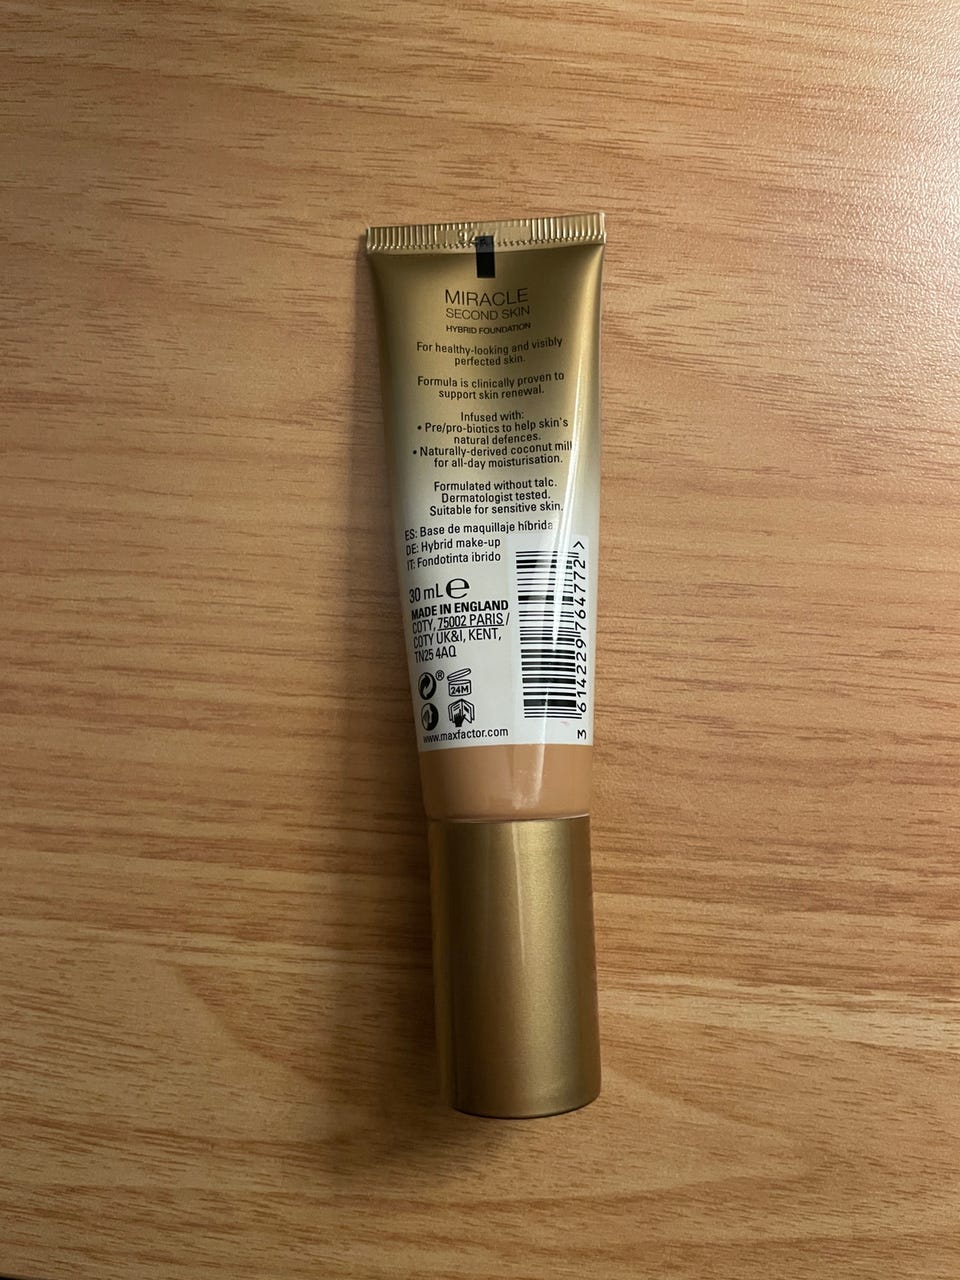 MIRACLE
SECOND SKIN
HYBRID FOUNDATION
For healthy-looking and visibly
perfected skin.
Formula is clinically proven to
support skin renewal.
Infused with:
• Pre/pro-biotics to help skin's
natural defences.
• Naturally-derived coconut milk
for all-day moisturisation.
Formulated without talc.
Dermatologist tested.
Suitable for sensitive skin.
ES: Base de maquillaje híbrida
DE: Hybrid make-up
IT: Fondotinta ibrido
30 mL e
MADE IN ENGLAND
COTY, 75002 PARIS /
COTY UK&I, KENT,
TN25 4AQ
®
24M
www.maxfactor.com
3 614229 764772 >